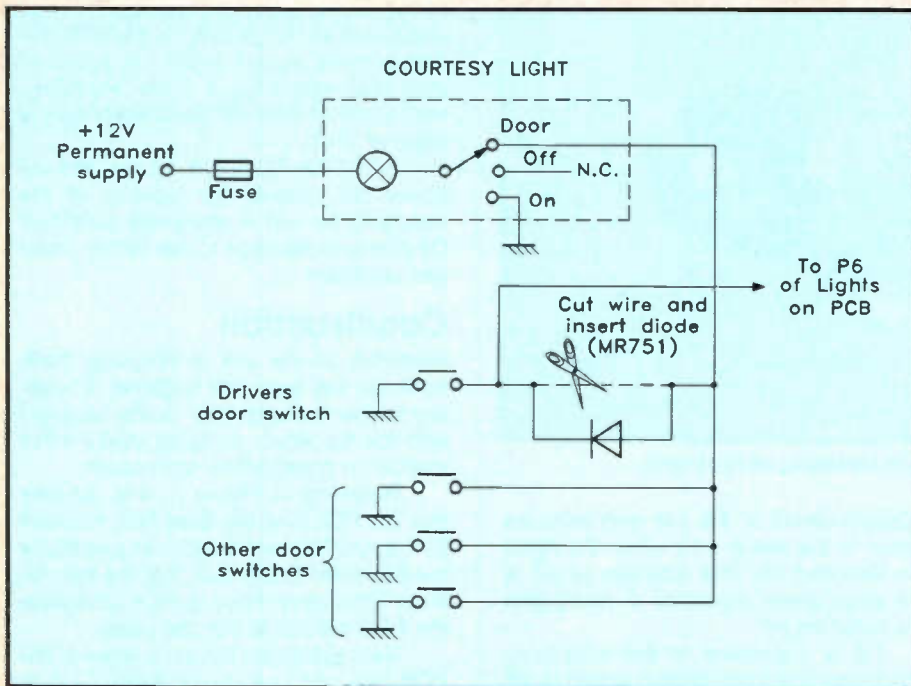 COURTESY LIGHT
+12V
Permanent
supply
Fuse
Door
Off
N.C.
On
To P6
of Lights
on PCB
Cut wire and
insert diode
(MR751)
Drivers
door switch
Other door
switches